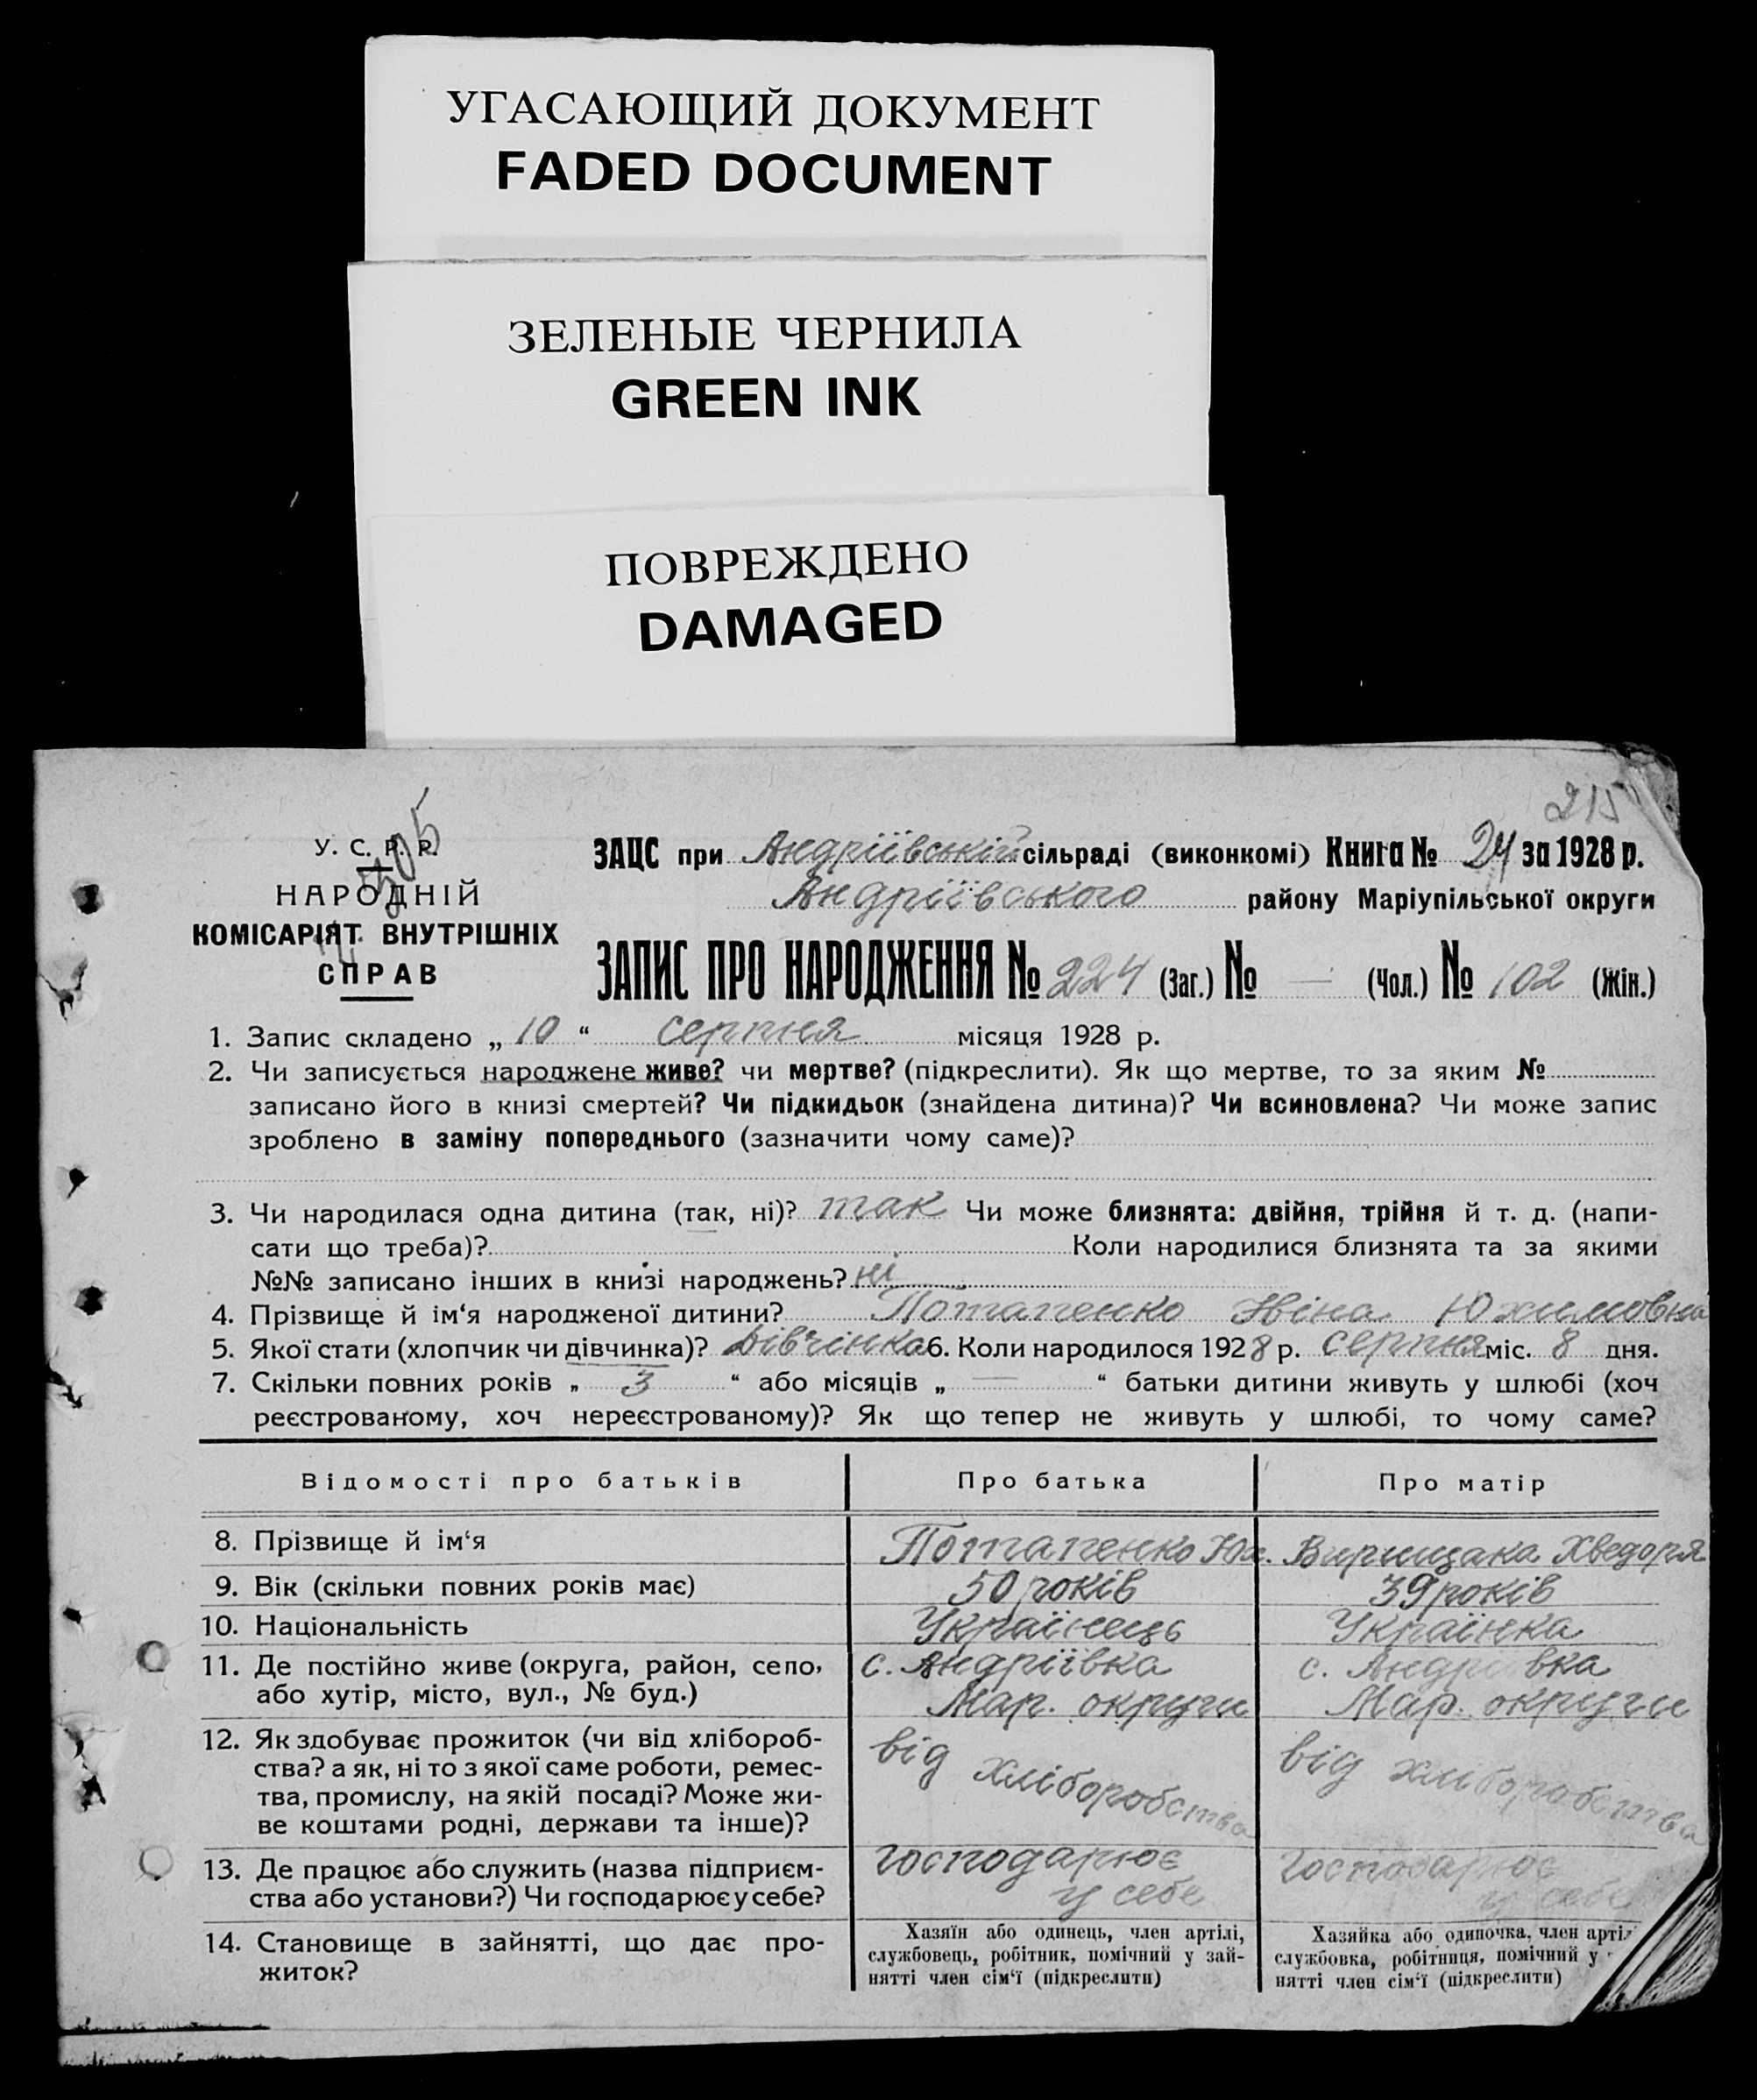 УГАСАЮЩИЙ ДОКУМЕНТ
FADED DOCUMENT
ЗЕЛЕНЫЕ ЧЕРНИЛА
GREEN INK
ПОВРЕЖДЕНО
DAMAGED
215
У. С. Р. Р.
НАРОДНІЙ
КОМІСАРІЯТ ВНУТРІШНІХ
СПРАВ
ЗАЦС при Андріївській сільраді (виконкомі) Книга № 24 за 1928 р.
Андріївського району Маріупільської округи
ЗАПИС ПРО НАРОДЖЕННЯ № 224 (Заг.) № — (Чол.) № 102 (Жін.)
1. Запис складено „ 10 “ серпня місяця 1928 р.
2. Чи записується народжене живе? чи мертве? (підкреслити). Як що мертве, то за яким №
записано його в книзі смертей? Чи підкидьок (знайдена дитина)? Чи всиновлена? Чи може запис
зроблено в заміну попереднього (зазначити чому саме)?
3. Чи народилася одна дитина (так, ні)? так Чи може близнята: двійня, трійня й т. д. (напи-
сати що треба)? Коли народилися близнята та за якими
№№ записано інших в книзі народжень? ні
4. Прізвище й ім‘я народженої дитини? Потапенко Юхимовна
5. Якої стати (хлопчик чи дівчинка)? Дівчінка 6. Коли народилося 1928 р. серпня міс. 8 дня.
7. Скільки повних років „ 3 “ або місяців „ — “ батьки дитини живуть у шлюбі (хоч
реєстрованому, хоч нереєстрованому)? Як що тепер не живуть у шлюбі, то чому саме?
Відомості про батьків Про батька Про матір
8. Прізвище й ім‘я Потапенко Юх. Хведоря
9. Вік (скільки повних років має) 50 років 39 років
10. Національність Українець Українка
11. Де постійно живе (округа, район, село, с. Андріївка с. Андріївка
або хутір, місто, вул., № буд.) Мар. округи Мар. округи
12. Як здобуває прожиток (чи від хлібороб- від хліборобства від хліборобства
ства? а як, ні то з якої саме роботи, ремес-
тва, промислу, на якій посаді? Може жи-
ве коштами родні, держави та інше)?
13. Де працює або служить (назва підприєм- господарює господарює
ства або установи?) Чи господарює у себе? у себе у себе
14. Становище в зайнятті, що дає про-
житок?
Хазяїн або одинець, член артілі,
службовець, робітник, помічний у зай-
нятті член сім‘ї (підкреслити)
Хазяйка або одиночка, член арті
службовка, робітниця, помічний у
нятті член сім‘ї (підкреслити)